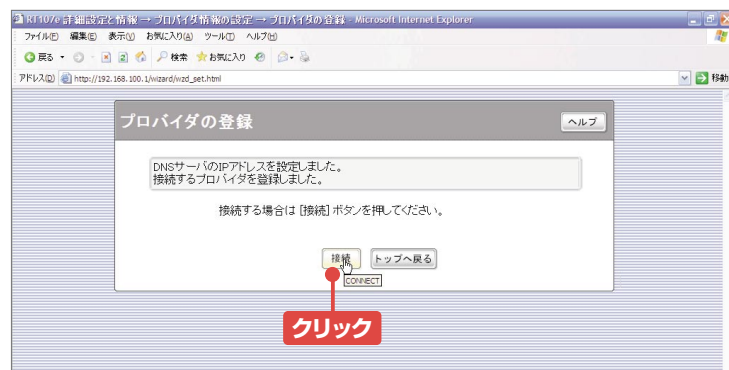 RT107e 詳細設定と情報 → プロバイダ情報の設定 → プロバイダの登録 - Microsoft Internet Explorer
ファイル(F) 編集(E) 表示(V) お気に入り(A) ツール(T) ヘルプ(H)
戻る 検索 お気に入り
アドレス(D) http://192.168.100.1/wizard/wzd_set.html 移動
プロバイダの登録 ヘルプ
DNSサーバのIPアドレスを設定しました。
接続するプロバイダを登録しました。
接続する場合は [接続] ボタンを押してください。
接続 トップへ戻る
CONNECT
クリック